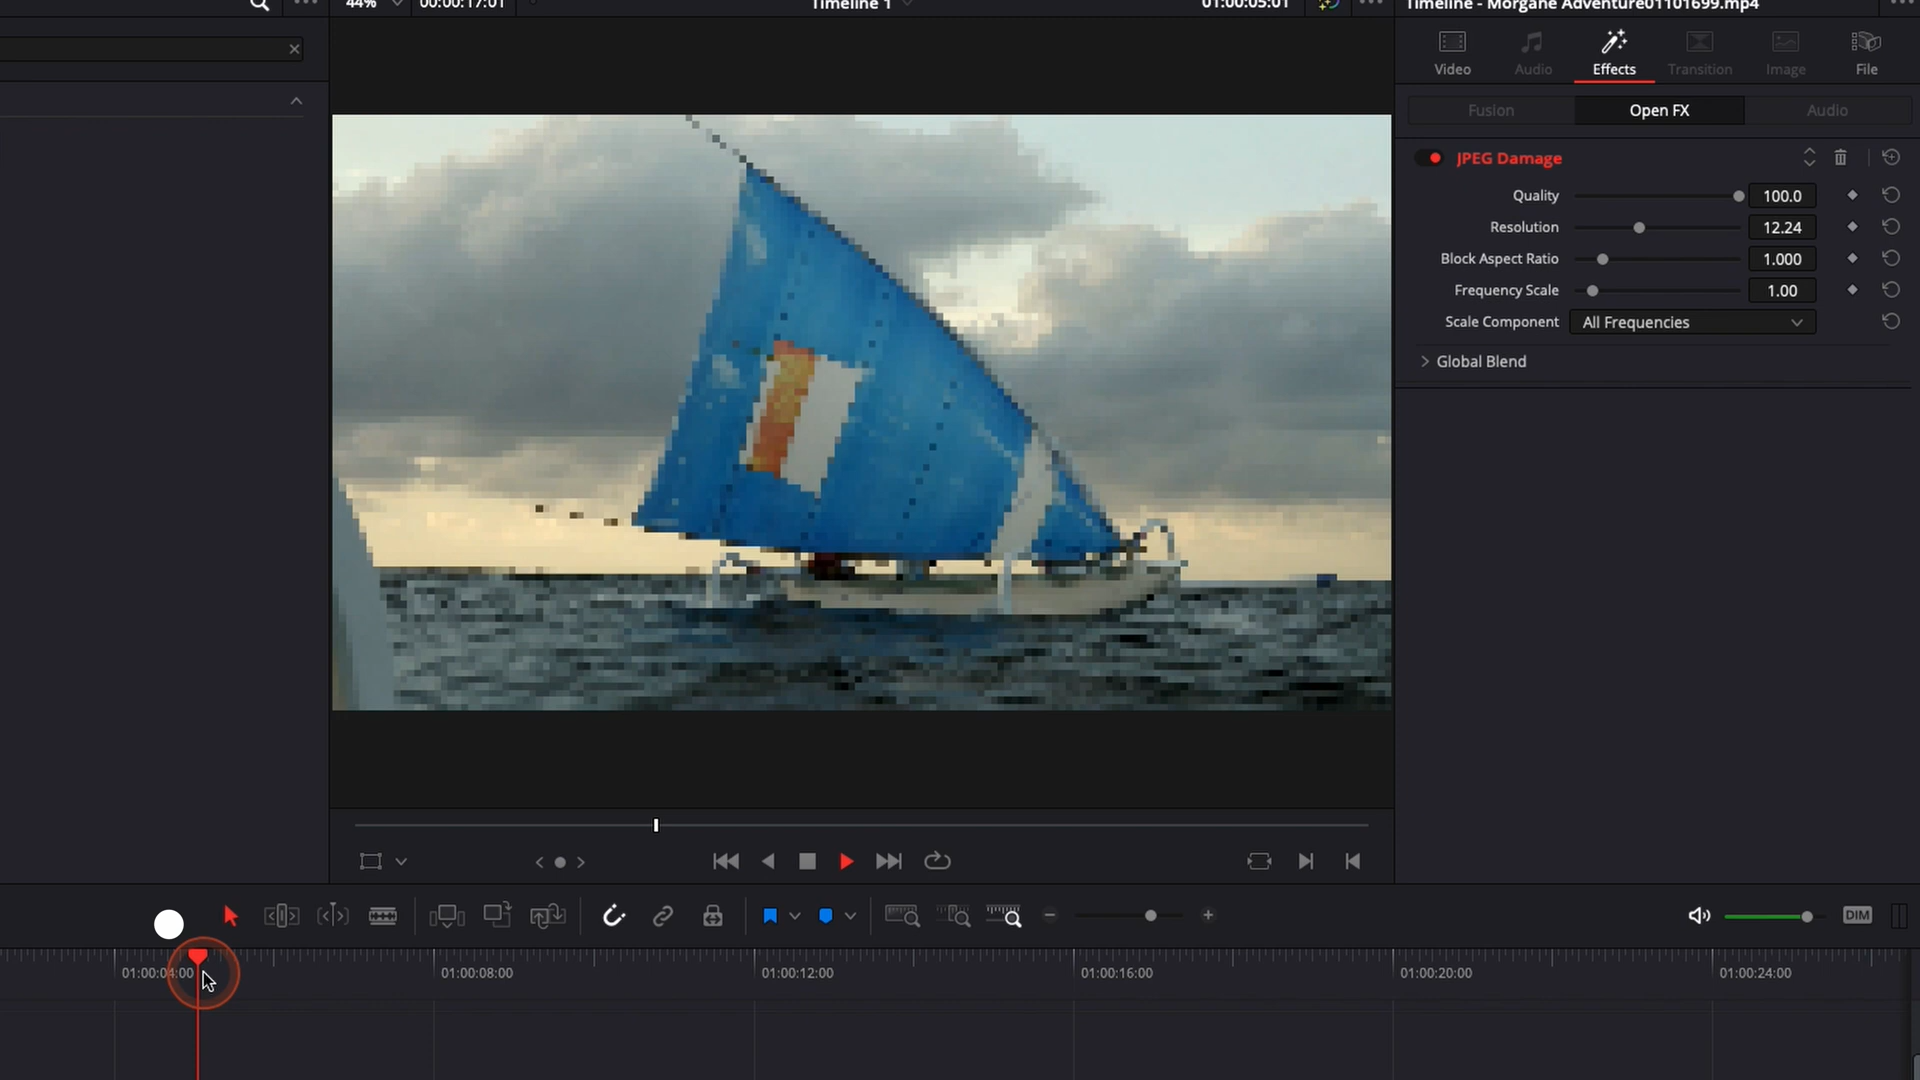 44%
00:00:17:01
Timeline 1
01:00:05:01
Timeline - Morgane Adventure01101699.mp4
Video
Audio
Effects
Transition
Image
File
Fusion
Open FX
Audio
JPEG Damage
Quality
100.0
Resolution
12.24
Block Aspect Ratio
1.000
Frequency Scale
1.00
Scale Component
All Frequencies
Global Blend
DIM
01:00:04:00
01:00:08:00
01:00:12:00
01:00:16:00
01:00:20:00
01:00:24:00